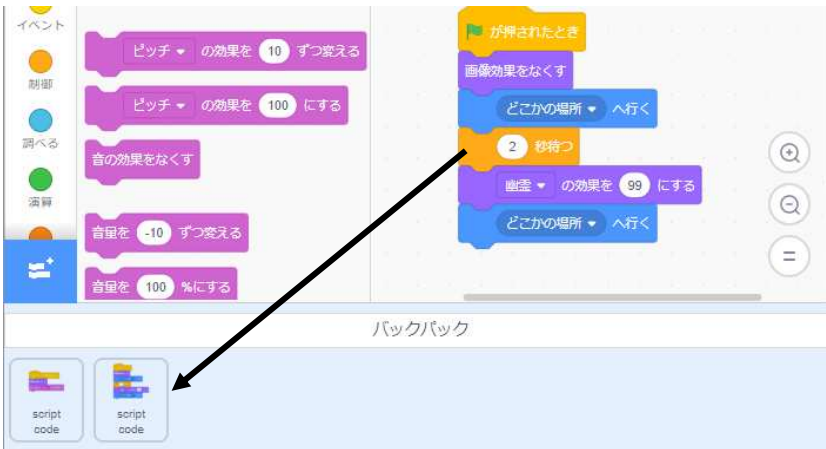 イベント
制御
調べる
演算
ピッチ の効果を 10 ずつ変える
ピッチ の効果を 100 にする
音の効果をなくす
音量を -10 ずつ変える
音量を 100 %にする
が押されたとき
画像効果をなくす
どこかの場所 へ行く
2 秒待つ
幽霊 の効果を 99 にする
どこかの場所 へ行く
バックパック
script
code
script
code